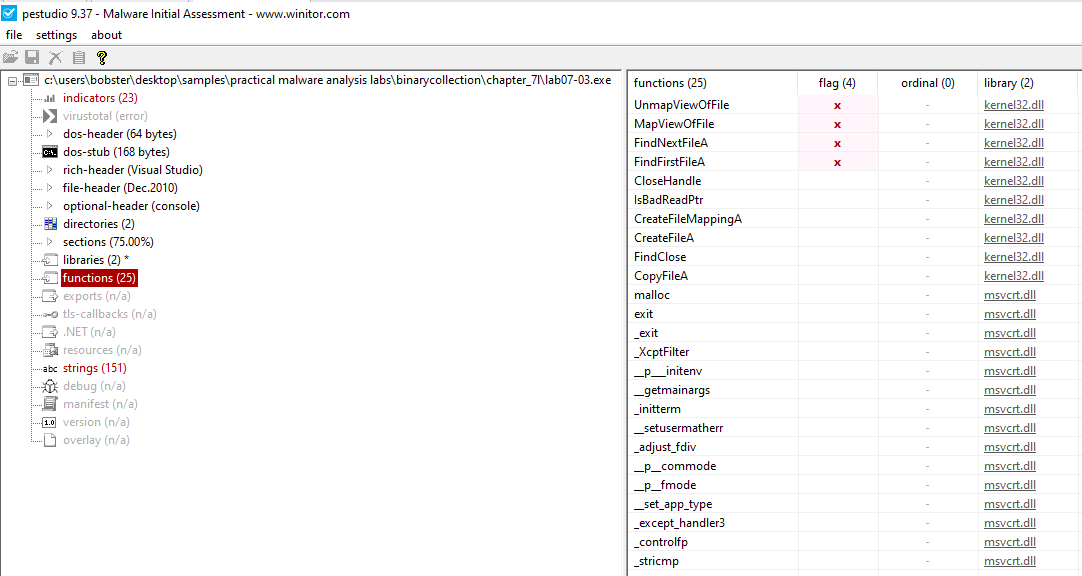 pestudio 9.37 - Malware Initial Assessment - www.winitor.com
file settings about
c:\users\bobster\desktop\samples\practical malware analysis labs\binarycollection\chapter_7l\lab07-03.exe
indicators (23)
virustotal (error)
dos-header (64 bytes)
dos-stub (168 bytes)
rich-header (Visual Studio)
file-header (Dec.2010)
optional-header (console)
directories (2)
sections (75.00%)
libraries (2) *
functions (25)
exports (n/a)
tls-callbacks (n/a)
.NET (n/a)
resources (n/a)
abc strings (151)
debug (n/a)
manifest (n/a)
1.0 version (n/a)
overlay (n/a)
functions (25) flag (4) ordinal (0) library (2)
UnmapViewOfFile x - kernel32.dll
MapViewOfFile x - kernel32.dll
FindNextFileA x - kernel32.dll
FindFirstFileA x - kernel32.dll
CloseHandle - kernel32.dll
IsBadReadPtr - kernel32.dll
CreateFileMappingA - kernel32.dll
CreateFileA - kernel32.dll
FindClose - kernel32.dll
CopyFileA - kernel32.dll
malloc - msvcrt.dll
exit - msvcrt.dll
_exit - msvcrt.dll
_XcptFilter - msvcrt.dll
__p___initenv - msvcrt.dll
__getmainargs - msvcrt.dll
_initterm - msvcrt.dll
__setusermatherr - msvcrt.dll
_adjust_fdiv - msvcrt.dll
__p__commode - msvcrt.dll
__p__fmode - msvcrt.dll
__set_app_type - msvcrt.dll
_except_handler3 - msvcrt.dll
_controlfp - msvcrt.dll
_stricmp - msvcrt.dll